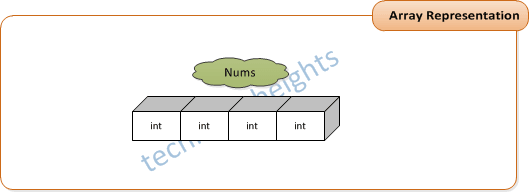 Array Representation
Nums
int int int int